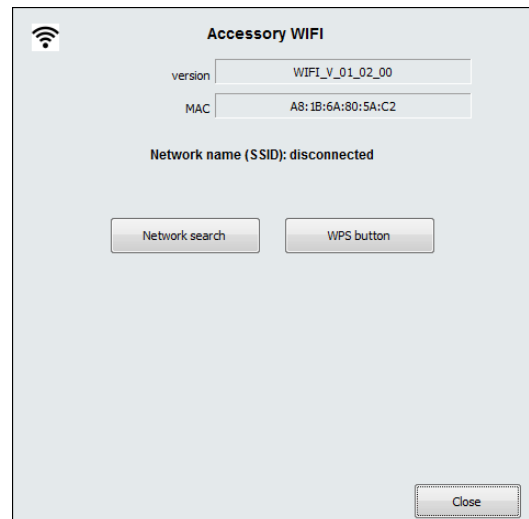 Accessory WIFI
version WIFI_V_01_02_00
MAC A8:1B:6A:80:5A:C2
Network name (SSID): disconnected
Network search WPS button
Close